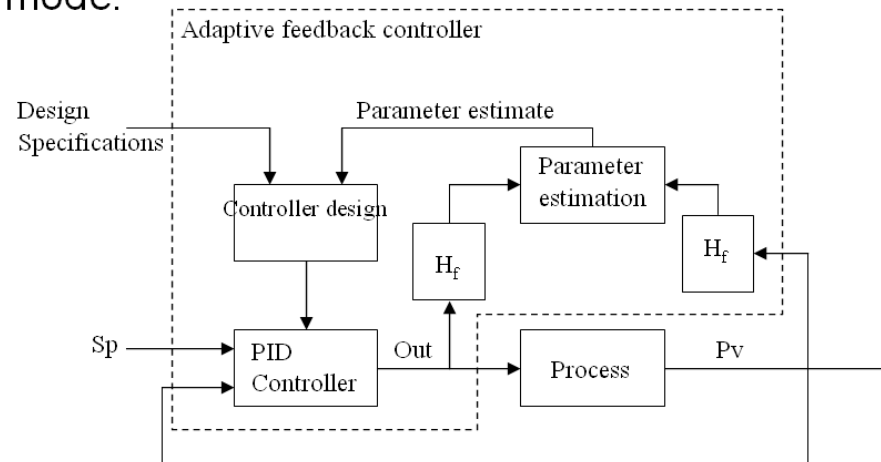 mode.
Adaptive feedback controller
Design
Specifications
Parameter estimate
Parameter
estimation
Controller design
H_f
H_f
Sp
PID
Controller
Out
Process
Pv